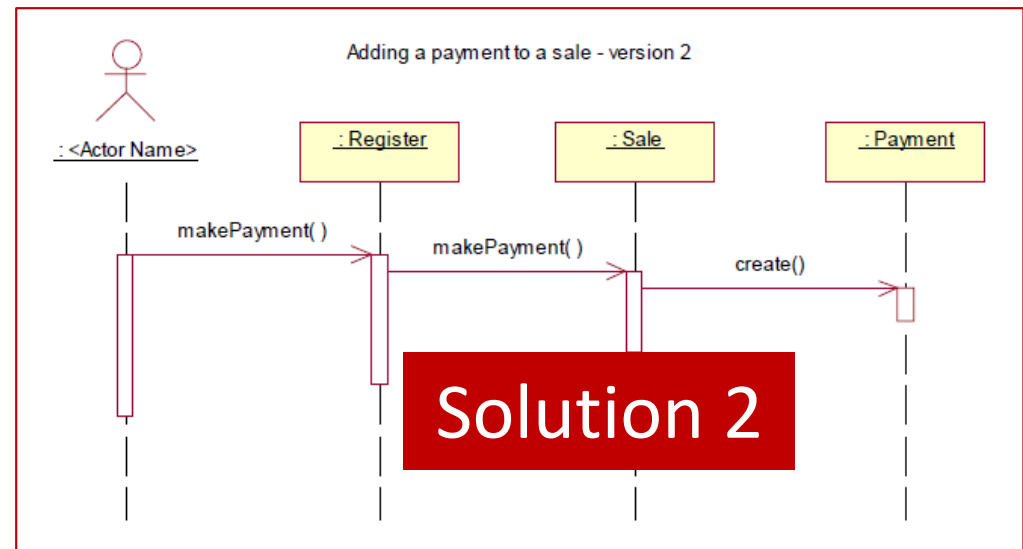 Adding a payment to a sale - version 2
: <Actor Name>
: Register
: Sale
: Payment
makePayment( )
makePayment( )
create()
Solution 2